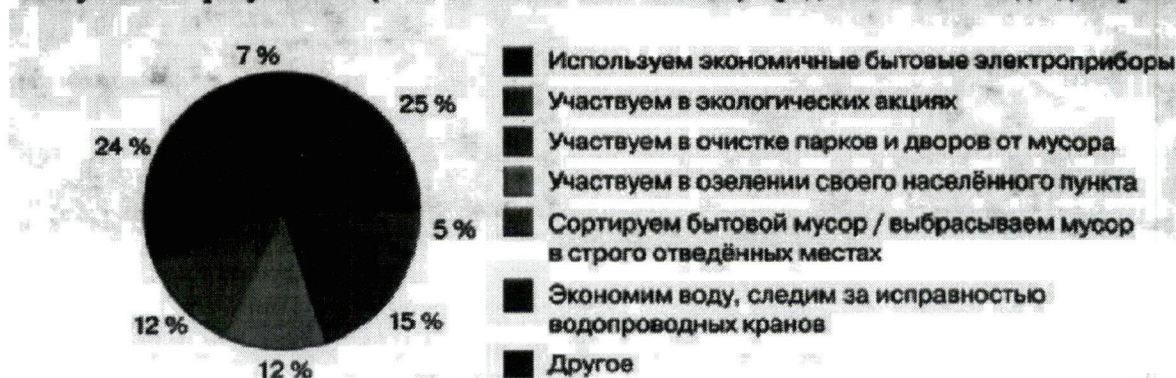 7 %
25 %
24 %
5 %
12 %
15 %
12 %
Используем экономичные бытовые электроприборы
Участвуем в экологических акциях
Участвуем в очистке парков и дворов от мусора
Участвуем в озелении своего населённого пункта
Сортируем бытовой мусор / выбрасываем мусор
в строго отведённых местах
Экономим воду, следим за исправностью
водопроводных кранов
Другое